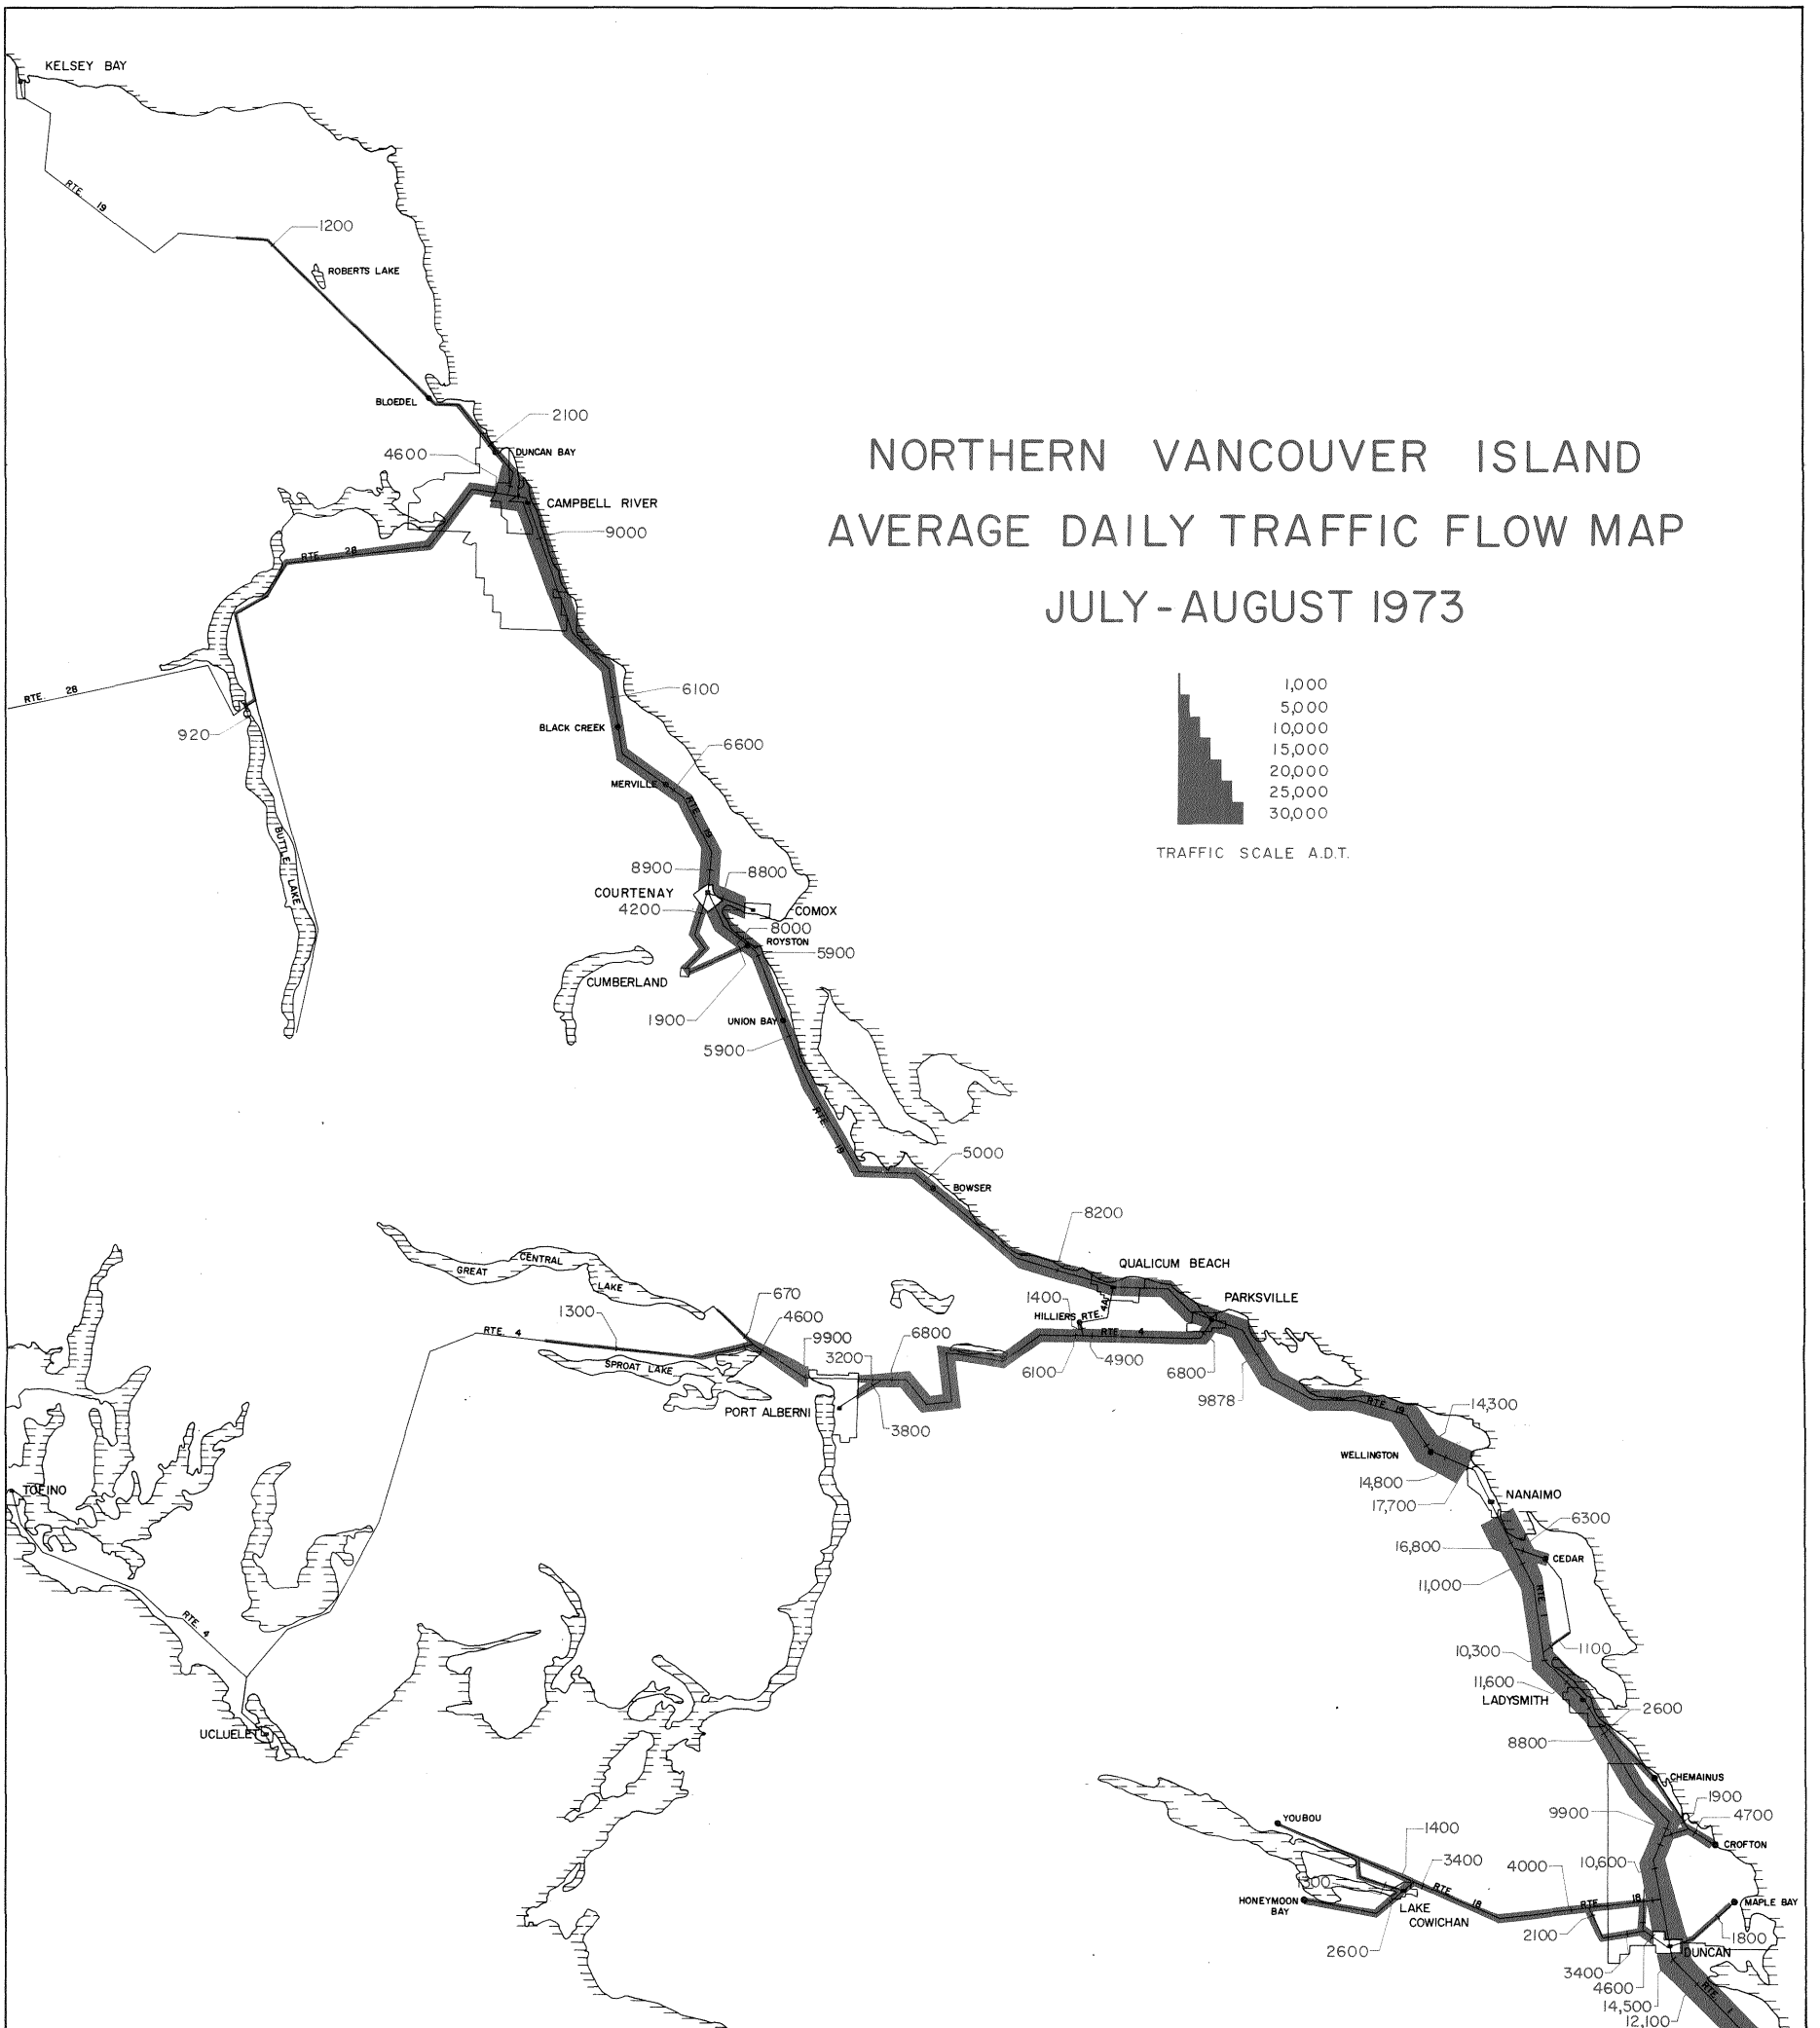 KELSEY BAY
RTE. 19
1200
ROBERTS LAKE
BLOEDEL
2100
DUNCAN BAY
4600
CAMPBELL RIVER
9000
NORTHERN VANCOUVER ISLAND
AVERAGE DAILY TRAFFIC FLOW MAP
JULY-AUGUST 1973
1,000
5,000
10,000
15,000
20,000
25,000
30,000
TRAFFIC SCALE A.D.T.
RTE. 28
RTE. 28
920
6100
BLACK CREEK
6600
MERVILLE
RTE. 19
BUTTLE LAKE
8900
8800
COURTENAY
4200
COMOX
8000
ROYSTON
5900
CUMBERLAND
1900
UNION BAY
5900
RTE. 19
5000
BOWSER
8200
QUALICUM BEACH
GREAT CENTRAL LAKE
1400
PARKSVILLE
HILLIERS
RTE. 4A
670
1300
4600
RTE. 4
9900
6800
3200
RTE. 4
SPROAT LAKE
6100
4900
6800
9878
PORT ALBERNI
3800
RTE. 19
14,300
WELLINGTON
14,800
17,700
NANAIMO
TOFINO
6300
16,800
CEDAR
11,000
RTE. 1
RTE. 4
1100
10,300
11,600
LADYSMITH
2600
UCLUELET
8800
CHEMAINUS
1900
9900
4700
YOUBOU
1400
CROFTON
3400
4000
10,600
1300
RTE. 18
RTE. 18
HONEYMOON
BAY
LAKE
COWICHAN
MAPLE BAY
2100
1800
2600
DUNCAN
3400
4600
14,500
RTE. 1
12,100